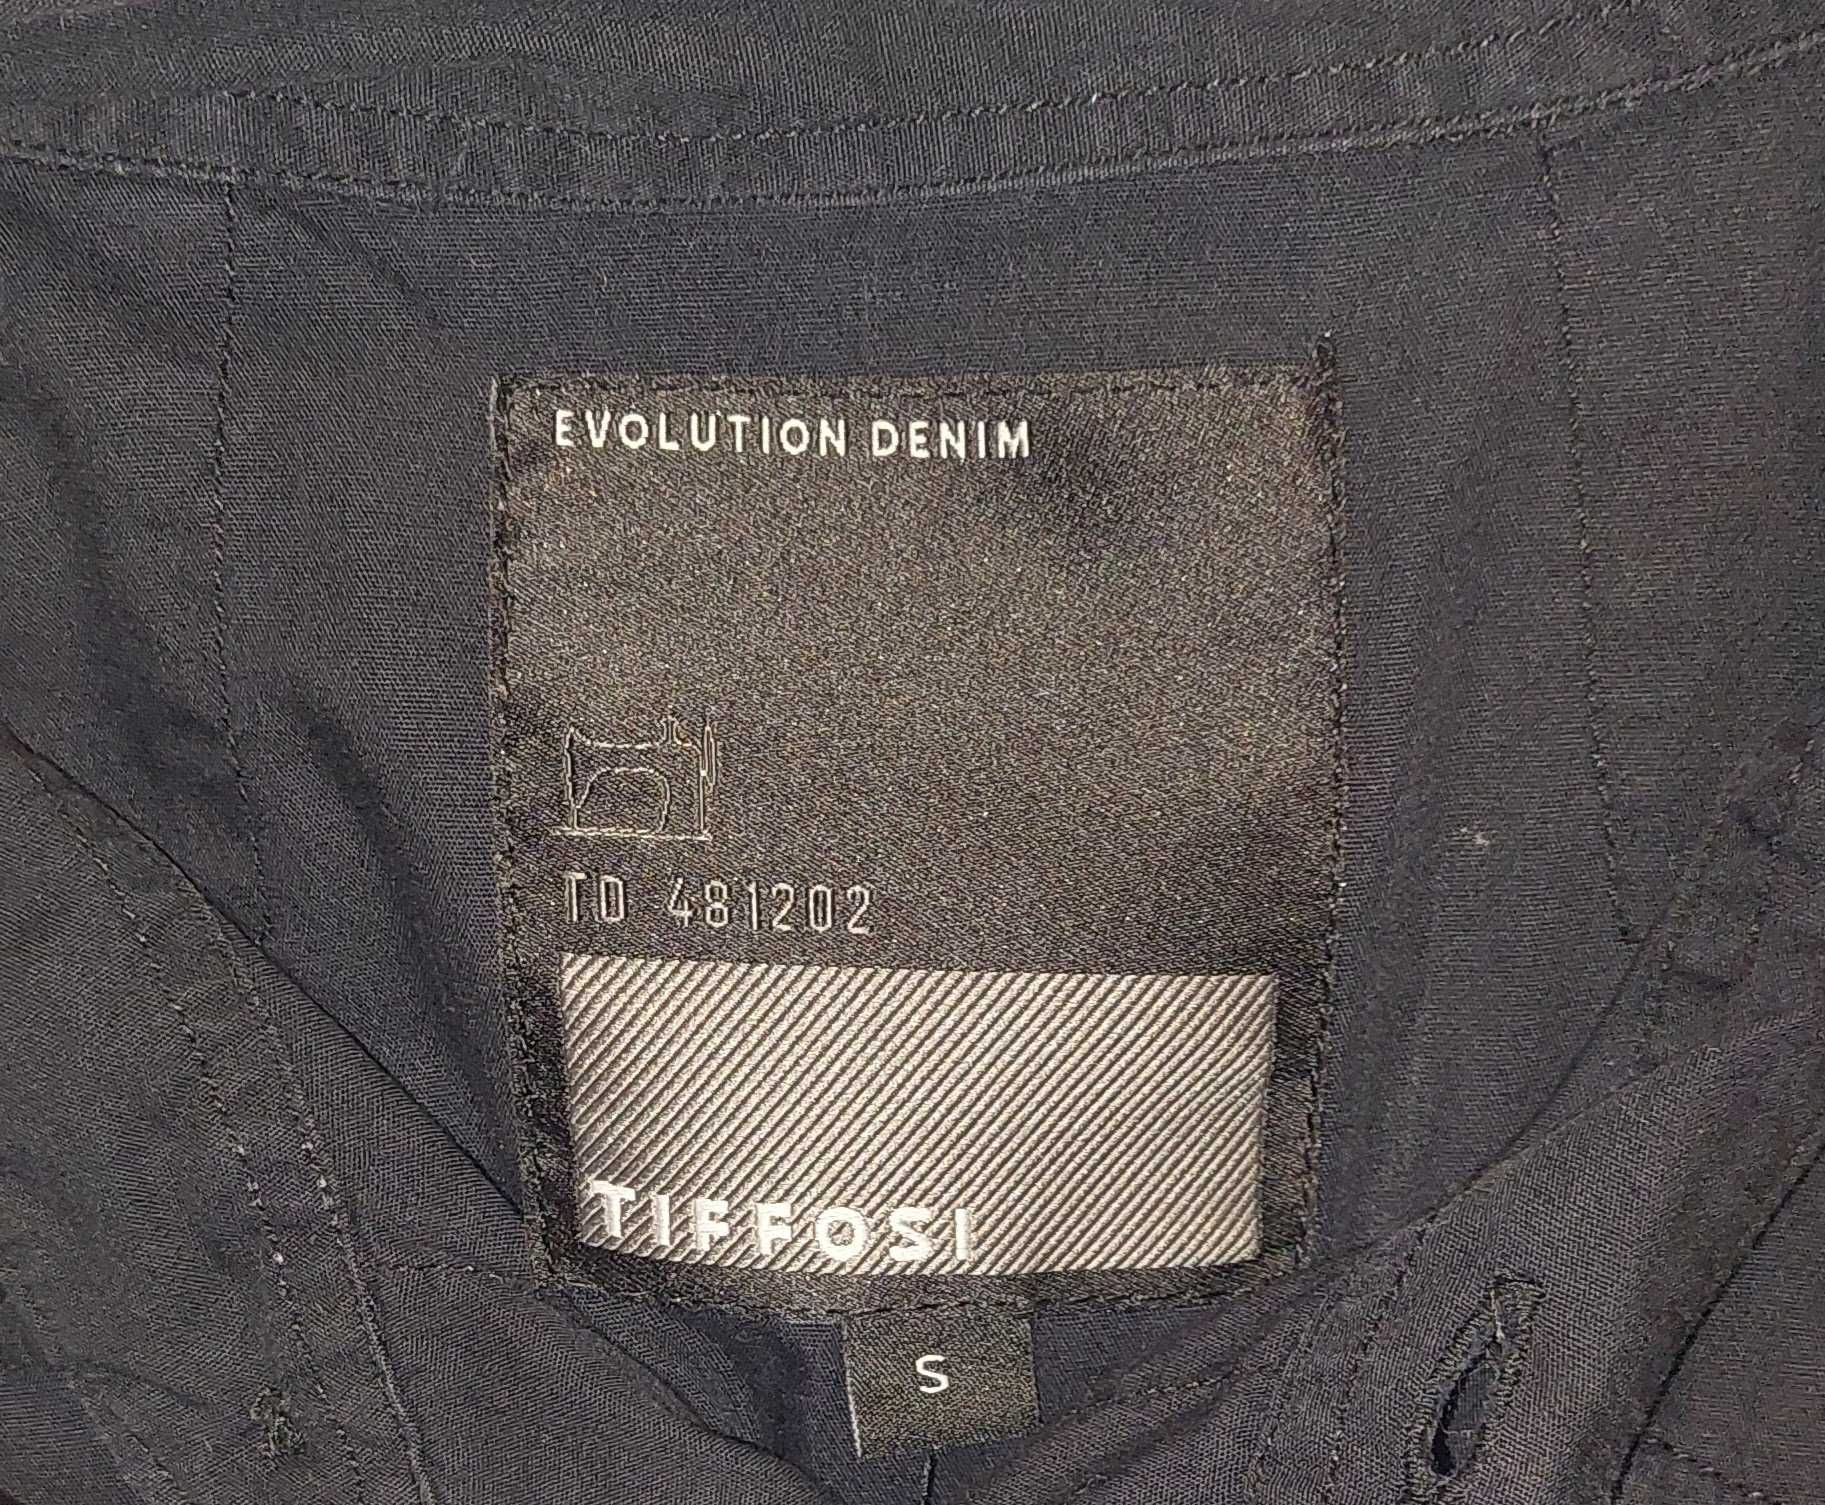 EVOLUTION DENIM
TD 481202
TIFFOSI
S